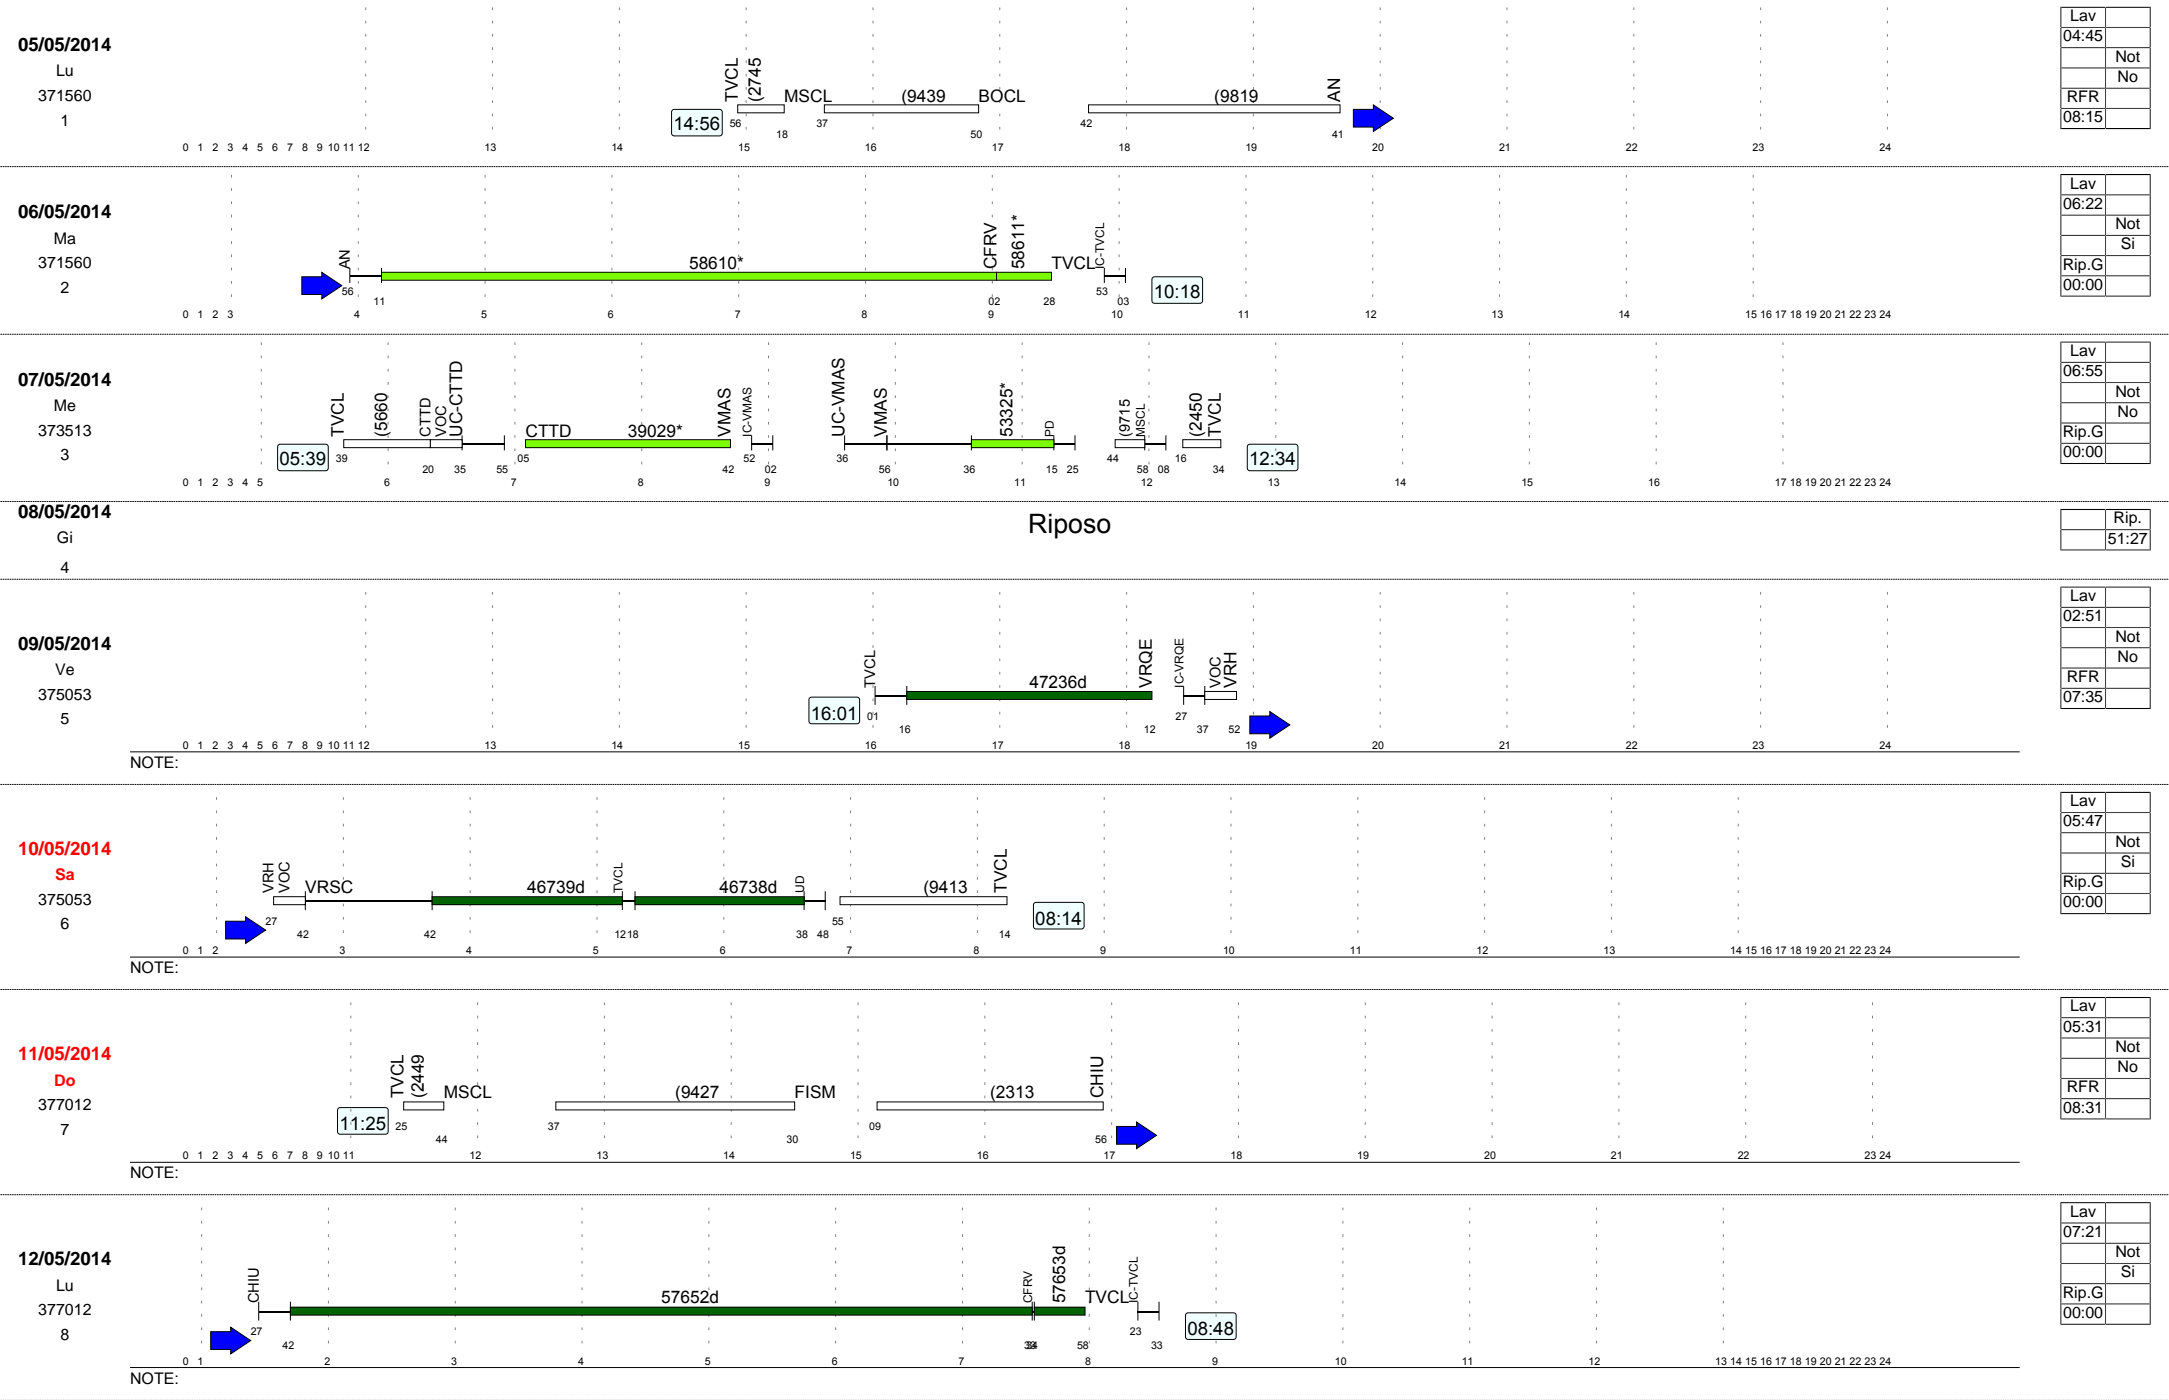 05/05/2014
Lu
371560
1
14:56
TVCL (2745 MSCL (9439 BOCL (9819 AN
56 18 37 50 42 41
0 1 2 3 4 5 6 7 8 9 10 11 12 13 14 15 16 17 18 19 20 21 22 23 24
Lav
04:45
Not
No
RFR
08:15
06/05/2014
Ma
371560
2
AN 58610* CFRV 58611* TVCL IC-TVCL
56 11 02 28 53 03
10:18
0 1 2 3 4 5 6 7 8 9 10 11 12 13 14 15 16 17 18 19 20 21 22 23 24
Lav
06:22
Not
Si
Rip.G
00:00
07/05/2014
Me
373513
3
05:39
TVCL (5660 CTTD VOC UC-CTTD CTTD 39029* VMAS IC-VMAS UC-VMAS VMAS 53325* PD (9715 MSCL (2450 TVCL
39 20 35 55 05 42 52 02 36 56 36 15 25 44 58 08 16 34
12:34
0 1 2 3 4 5 6 7 8 9 10 11 12 13 14 15 16 17 18 19 20 21 22 23 24
Lav
06:55
Not
No
Rip.G
00:00
08/05/2014
Gi
4
Riposo
Rip.
51:27
09/05/2014
Ve
375053
5
16:01
TVCL 47236d VRQE IC-VRQE VOC VRH
01 16 12 27 37 52
0 1 2 3 4 5 6 7 8 9 10 11 12 13 14 15 16 17 18 19 20 21 22 23 24
NOTE:
Lav
02:51
Not
No
RFR
07:35
10/05/2014
Sa
375053
6
VRH VOC VRSC 46739d TVCL 46738d UD (9413 TVCL
27 42 42 12 18 38 48 55 14
08:14
0 1 2 3 4 5 6 7 8 9 10 11 12 13 14 15 16 17 18 19 20 21 22 23 24
NOTE:
Lav
05:47
Not
Si
Rip.G
00:00
11/05/2014
Do
377012
7
11:25
TVCL (2449 MSCL (9427 FISM (2313 CHIU
25 44 37 30 09 56
0 1 2 3 4 5 6 7 8 9 10 11 12 13 14 15 16 17 18 19 20 21 22 23 24
NOTE:
Lav
05:31
Not
No
RFR
08:31
12/05/2014
Lu
377012
8
CHIU 57652d CFRV 57653d TVCL IC-TVCL
27 42 34 58 23 33
08:48
0 1 2 3 4 5 6 7 8 9 10 11 12 13 14 15 16 17 18 19 20 21 22 23 24
NOTE:
Lav
07:21
Not
Si
Rip.G
00:00